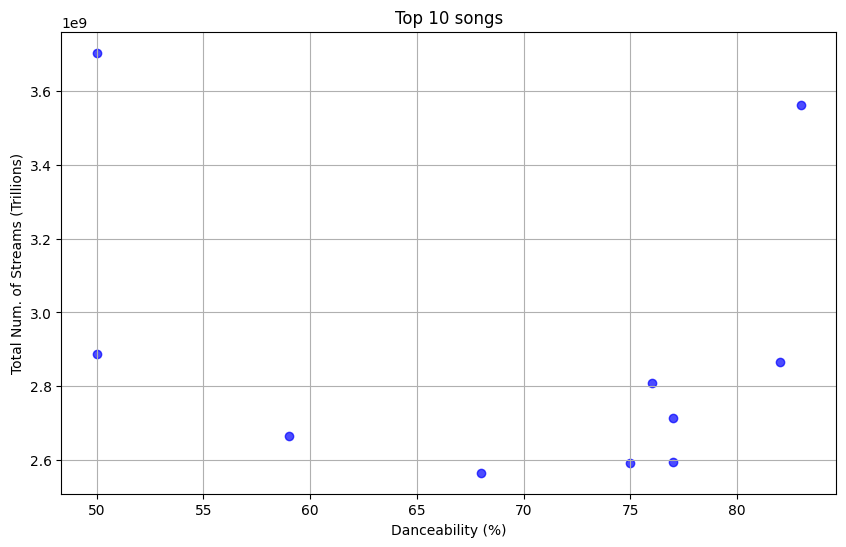 Top 10 songs
1e9
3.6
3.4
3.2
3.0
2.8
2.6
Total Num. of Streams (Trillions)
50 55 60 65 70 75 80
Danceability (%)